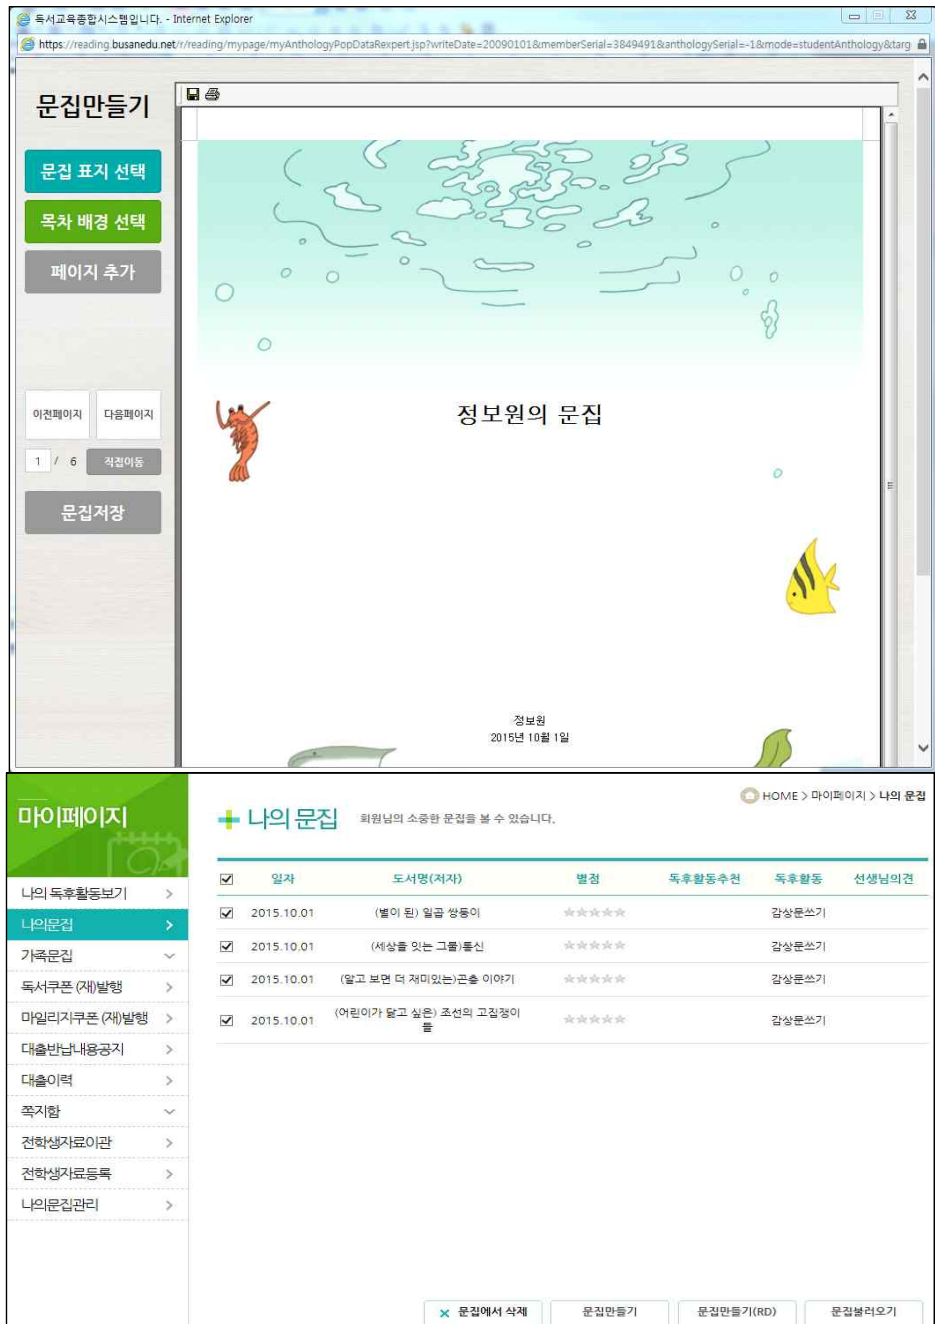 독서교육종합시스템입니다. - Internet Explorer
https://reading.busanedu.net/r/reading/mypage/myAnthologyPopDataRexpert.jsp?writeDate=20090101&memberSerial=3849491&anthologySerial=-1&mode=studentAnthology&targ
문집만들기
문집 표지 선택
목차 배경 선택
페이지 추가
이전페이지 다음페이지
1 / 6 직접이동
문집저장
정보원의 문집
정보원
2015년 10월 1일
마이페이지
나의 독후활동보기
나의문집
가족문집
독서쿠폰 (재)발행
마일리지쿠폰 (재)발행
대출반납내용공지
대출이력
쪽지함
전학생자료이관
전학생자료등록
나의문집관리
HOME > 마이페이지 > 나의 문집
나의 문집 회원님의 소중한 문집을 볼 수 있습니다.
일자 도서명(저자) 별점 독후활동추천 독후활동 선생님의견
2015.10.01 (별이 된) 일곱 쌍둥이 ☆☆☆☆☆ 감상문쓰기
2015.10.01 (세상을 잇는 그물)통신 ☆☆☆☆☆ 감상문쓰기
2015.10.01 (알고 보면 더 재미있는)곤충 이야기 ☆☆☆☆☆ 감상문쓰기
2015.10.01 (어린이가 닮고 싶은) 조선의 고집쟁이 ☆☆☆☆☆ 감상문쓰기
들
× 문집에서 삭제 문집만들기 문집만들기(RD) 문집불러오기